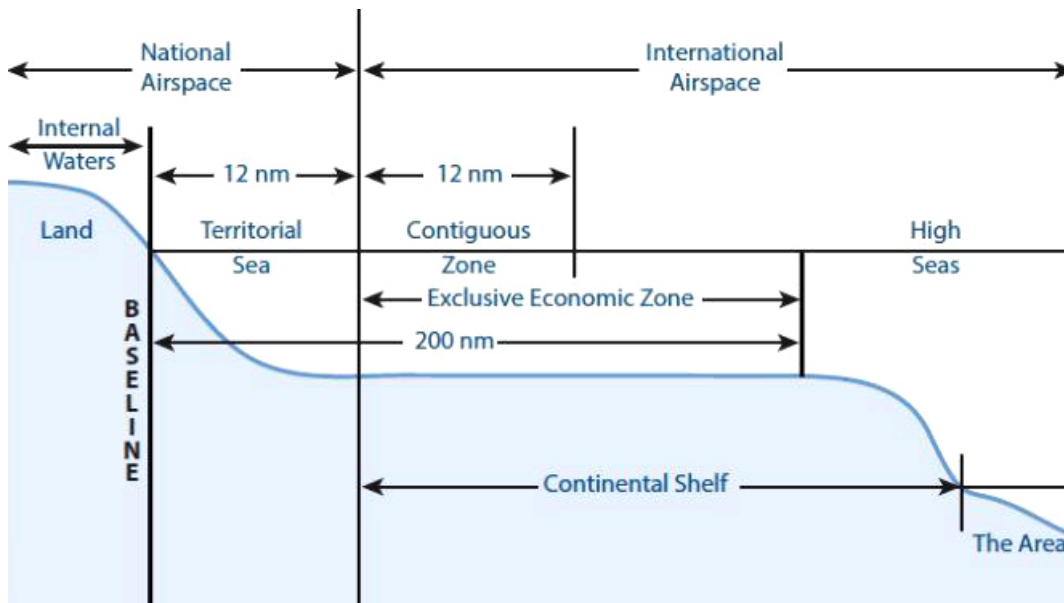 National
Airspace
International
Airspace
Internal
Waters
12 nm
12 nm
Land
Territorial
Sea
Contiguous
Zone
High
Seas
Exclusive Economic Zone
200 nm
BASELINE
Continental Shelf
The Area